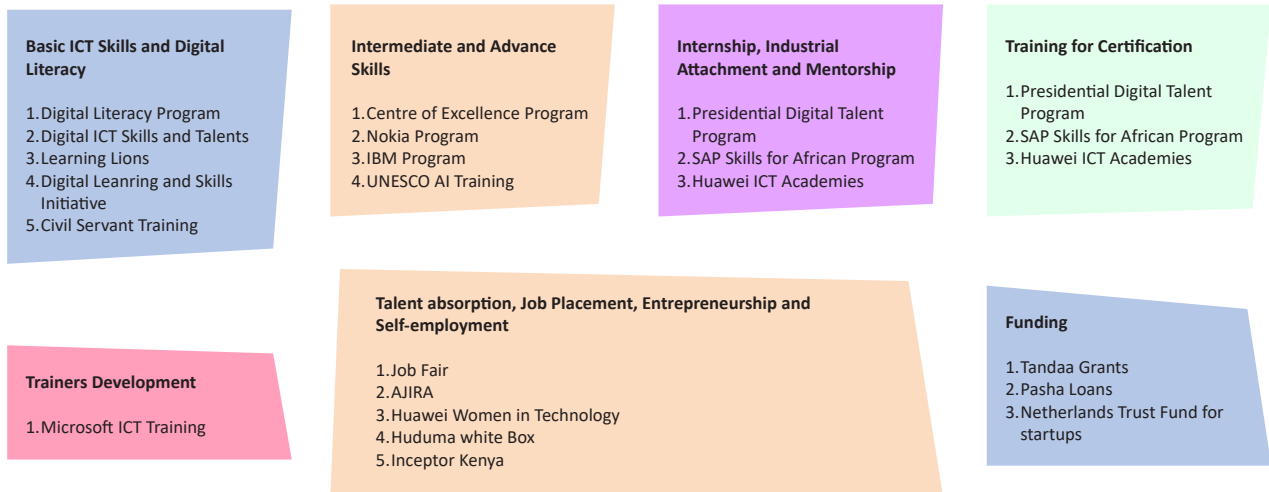 Basic ICT Skills and Digital
Literacy
1.Digital Literacy Program
2.Digital ICT Skills and Talents
3.Learning Lions
4.Digital Leanring and Skills
Initiative
5.Civil Servant Training
Intermediate and Advance
Skills
1.Centre of Excellence Program
2.Nokia Program
3.IBM Program
4.UNESCO AI Training
Internship, Industrial
Attachment and Mentorship
1.Presidential Digital Talent
Program
2.SAP Skills for African Program
3.Huawei ICT Academies
Training for Certification
1.Presidential Digital Talent
Program
2.SAP Skills for African Program
3.Huawei ICT Academies
Trainers Development
1.Microsoft ICT Training
Talent absorption, Job Placement, Entrepreneurship and
Self-employment
1.Job Fair
2.AJIRA
3.Huawei Women in Technology
4.Huduma white Box
5.Inceptor Kenya
Funding
1.Tandaa Grants
2.Pasha Loans
3.Netherlands Trust Fund for
startups